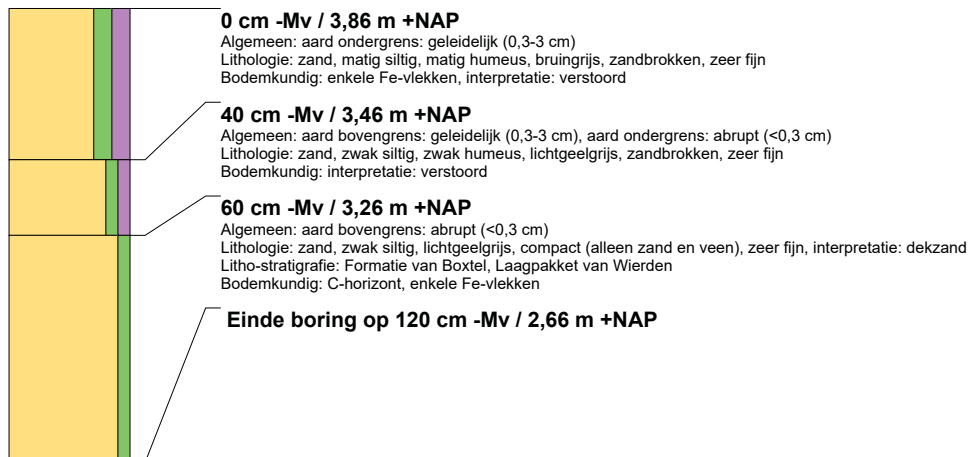 0 cm -Mv / 3,86 m +NAP
Algemeen: aard ondergrens: geleidelijk (0,3-3 cm)
Lithologie: zand, matig siltig, matig humeus, bruingrijs, zandbrokken, zeer fijn
Bodemkundig: enkele Fe-vlekken, interpretatie: verstoord
40 cm -Mv / 3,46 m +NAP
Algemeen: aard bovengrens: geleidelijk (0,3-3 cm), aard ondergrens: abrupt (<0,3 cm)
Lithologie: zand, zwak siltig, zwak humeus, lichtgeelgrijs, zandbrokken, zeer fijn
Bodemkundig: interpretatie: verstoord
60 cm -Mv / 3,26 m +NAP
Algemeen: aard bovengrens: abrupt (<0,3 cm)
Lithologie: zand, zwak siltig, lichtgeelgrijs, compact (alleen zand en veen), zeer fijn, interpretatie: dekzand
Litho-stratigrafie: Formatie van Boxtel, Laagpakket van Wierden
Bodemkundig: C-horizont, enkele Fe-vlekken
Einde boring op 120 cm -Mv / 2,66 m +NAP